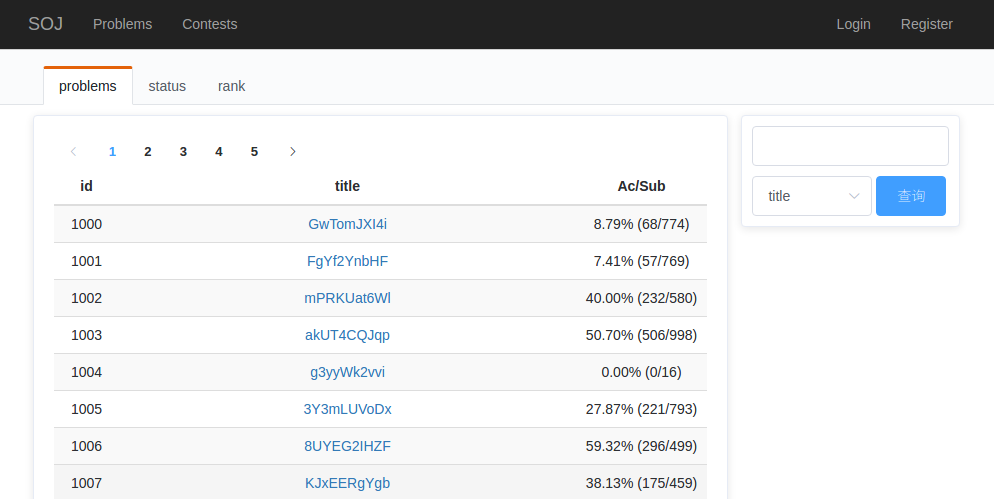 SOJ Problems Contests Login Register
problems status rank
1 2 3 4 5
id title Ac/Sub
1000 GwTomJXI4i 8.79% (68/774)
1001 FgYf2YnbHF 7.41% (57/769)
1002 mPRKUat6Wl 40.00% (232/580)
1003 akUT4CQJqp 50.70% (506/998)
1004 g3yyWk2vvi 0.00% (0/16)
1005 3Y3mLUVoDx 27.87% (221/793)
1006 8UYEG2IHZF 59.32% (296/499)
1007 KJxEERgYgb 38.13% (175/459)
title 查询